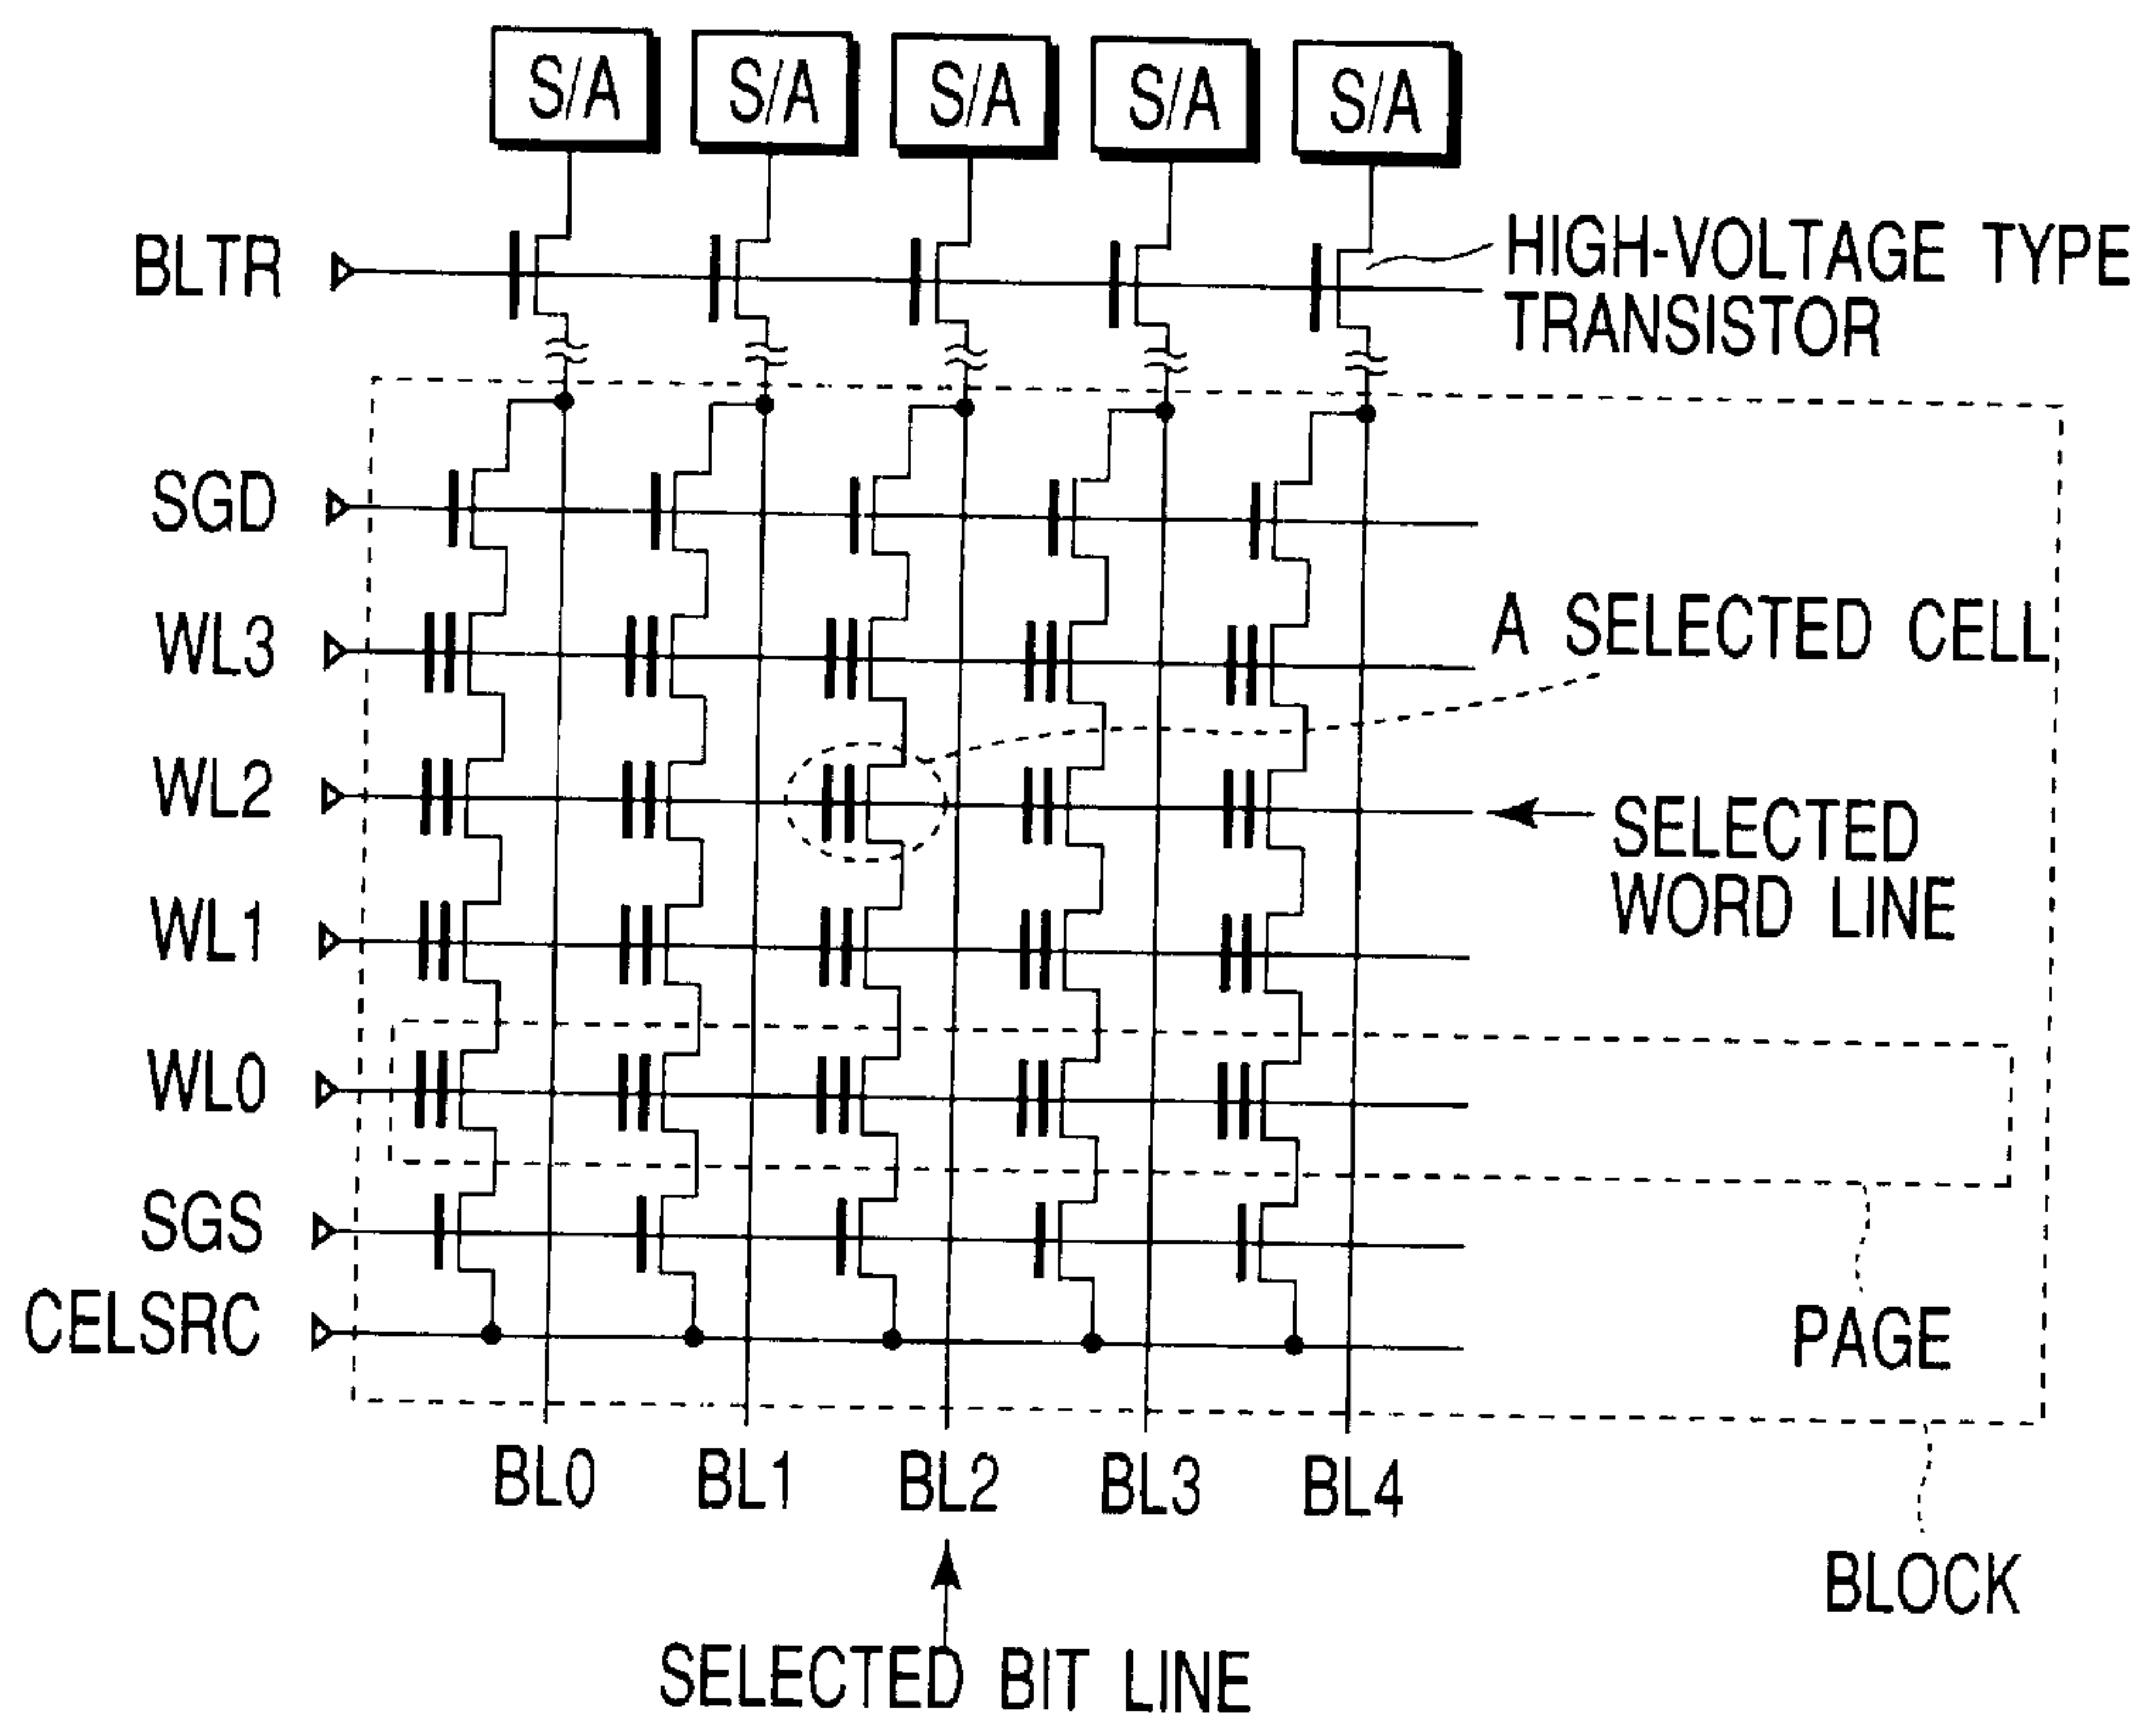 S/A S/A S/A S/A S/A
BLTR
HIGH-VOLTAGE TYPE
TRANSISTOR
SGD
WL3
A SELECTED CELL
WL2
SELECTED
WORD LINE
WL1
WL0
SGS
CELSRC
PAGE
BL0 BL1 BL2 BL3 BL4
BLOCK
SELECTED BIT LINE